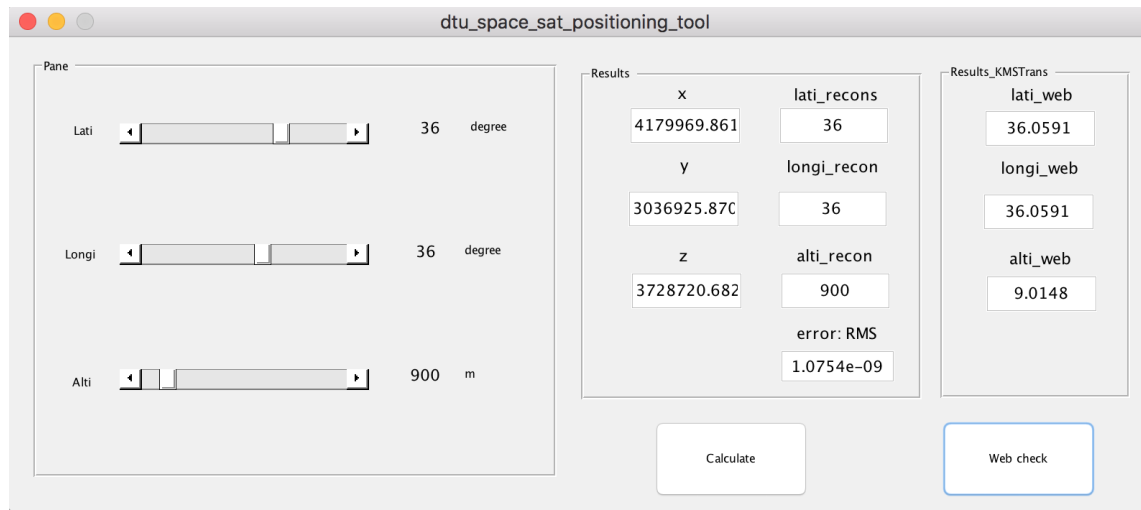 dtu_space_sat_positioning_tool
Pane
Lati
36
degree
Longi
36
degree
Alti
900
m
Results
x
lati_recons
4179969.861
36
y
longi_recon
3036925.870
36
z
alti_recon
3728720.682
900
error: RMS
1.0754e-09
Calculate
Results_KMSTrans
lati_web
36.0591
longi_web
36.0591
alti_web
9.0148
Web check